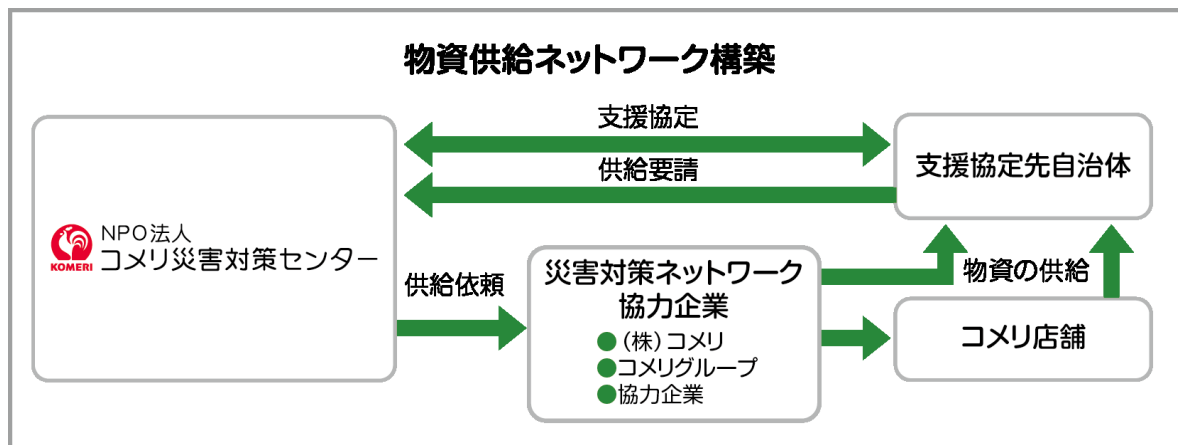 物資供給ネットワーク構築
支援協定
供給要請
支援協定先自治体
KOMERI
NPO法人
コメリ災害対策センター
供給依頼
災害対策ネットワーク
協力企業
●(株)コメリ
●コメリグループ
●協力企業
物資の供給
コメリ店舗